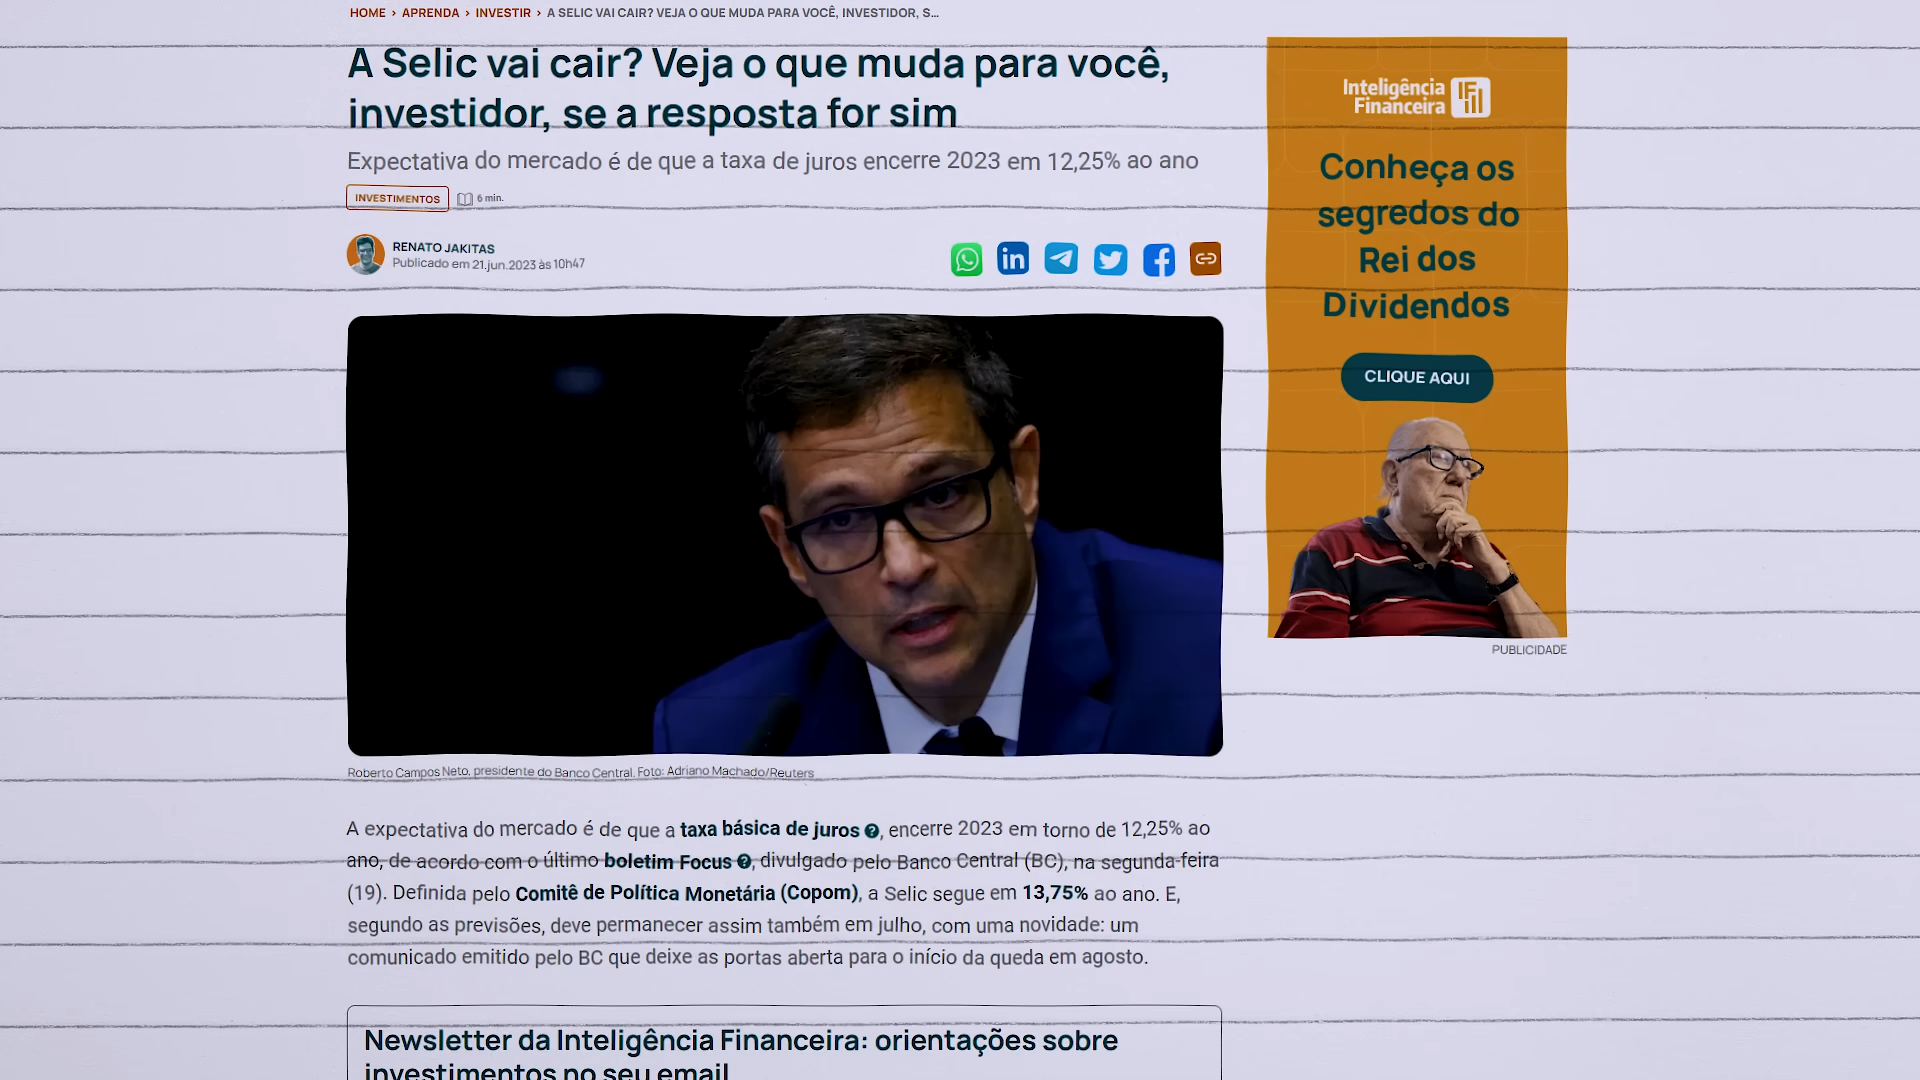 HOME › APRENDA › INVESTIR › A SELIC VAI CAIR? VEJA O QUE MUDA PARA VOCÊ, INVESTIDOR, S...
A Selic vai cair? Veja o que muda para você,
investidor, se a resposta for sim
Expectativa do mercado é de que a taxa de juros encerre 2023 em 12,25% ao ano
INVESTIMENTOS 6 min.
RENATO JAKITAS
Publicado em 21.jun.2023 às 10h47
Roberto Campos Neto, presidente do Banco Central. Foto: Adriano Machado/Reuters
A expectativa do mercado é de que a taxa básica de juros, encerre 2023 em torno de 12,25% ao
ano, de acordo com o último boletim Focus, divulgado pelo Banco Central (BC), na segunda-feira
(19). Definida pelo Comitê de Política Monetária (Copom), a Selic segue em 13,75% ao ano. E,
segundo as previsões, deve permanecer assim também em julho, com uma novidade: um
comunicado emitido pelo BC que deixe as portas aberta para o início da queda em agosto.
Newsletter da Inteligência Financeira: orientações sobre
investimentos no seu email
Inteligência
Financeira
Conheça os
segredos do
Rei dos
Dividendos
CLIQUE AQUI
PUBLICIDADE